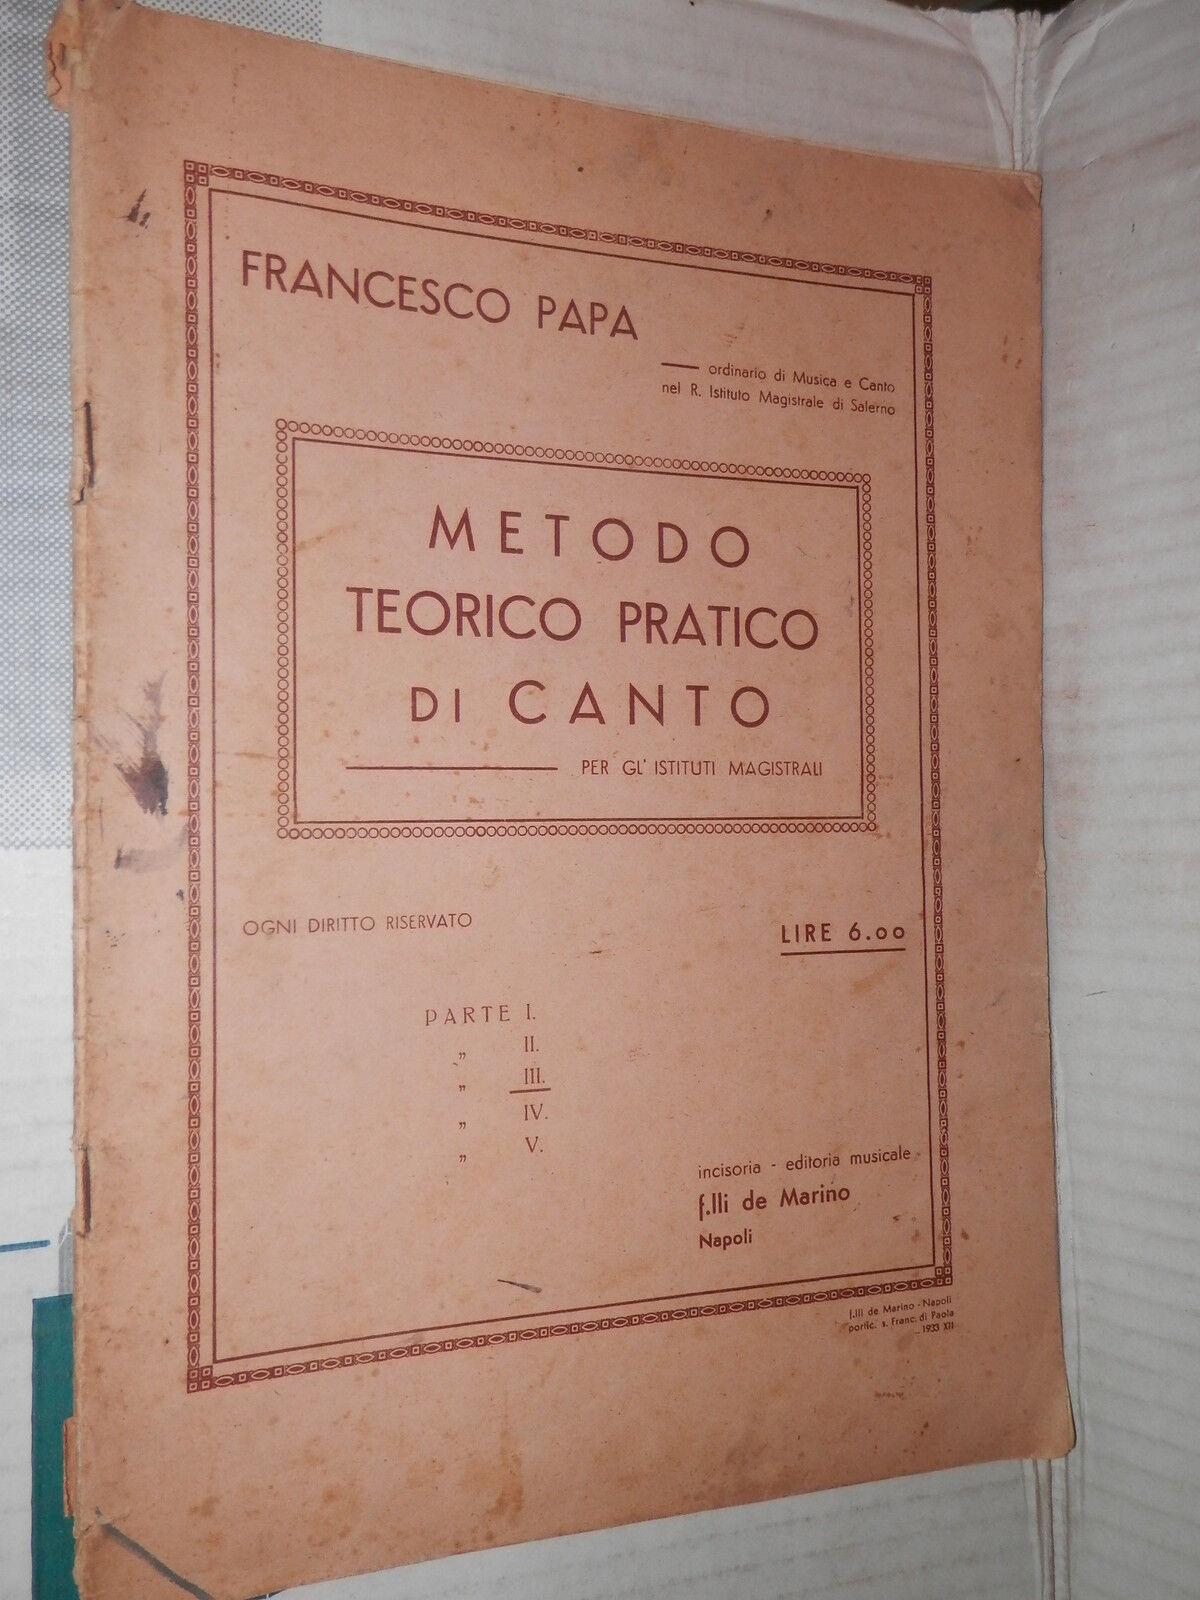 FRANCESCO PAPA
ordinario di Musica e Canto
nel R. Istituto Magistrale di Salerno
METODO
TEORICO PRATICO
DI CANTO
PER GL' ISTITUTI MAGISTRALI
OGNI DIRITTO RISERVATO
LIRE 6.00
PARTE I.
„ II.
„ III.
„ IV.
„ V.
incisoria - editoria musicale
f.lli de Marino
Napoli
f.lli de Marino - Napoli
portic. s. Franc. di Paola
1933 XII